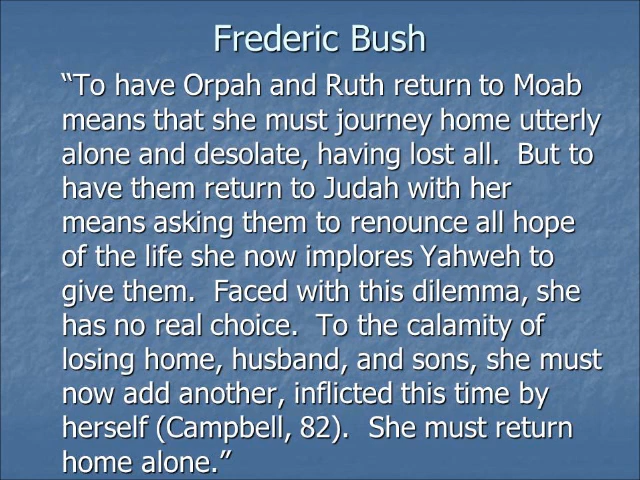 Frederic Bush
“To have Orpah and Ruth return to Moab
means that she must journey home utterly
alone and desolate, having lost all.  But to
have them return to Judah with her
means asking them to renounce all hope
of the life she now implores Yahweh to
give them.  Faced with this dilemma, she
has no real choice.  To the calamity of
losing home, husband, and sons, she must
now add another, inflicted this time by
herself (Campbell, 82).  She must return
home alone.”